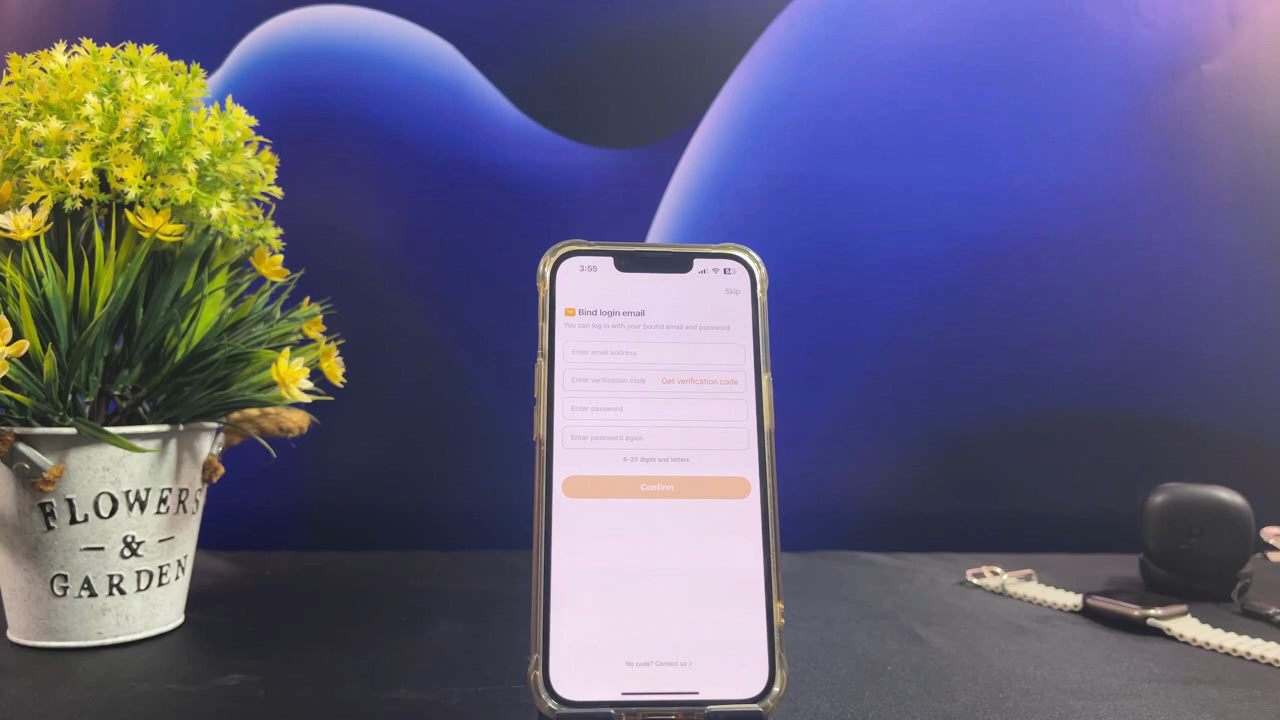 FLOWERS
&
GARDEN
3:55
Skip
Bind login email
You can log in with your bound email and password
Enter email address
Enter verification code Get verification code
Enter password
Enter password again
6-20 digits and letters
Confirm
No code? Contact us >